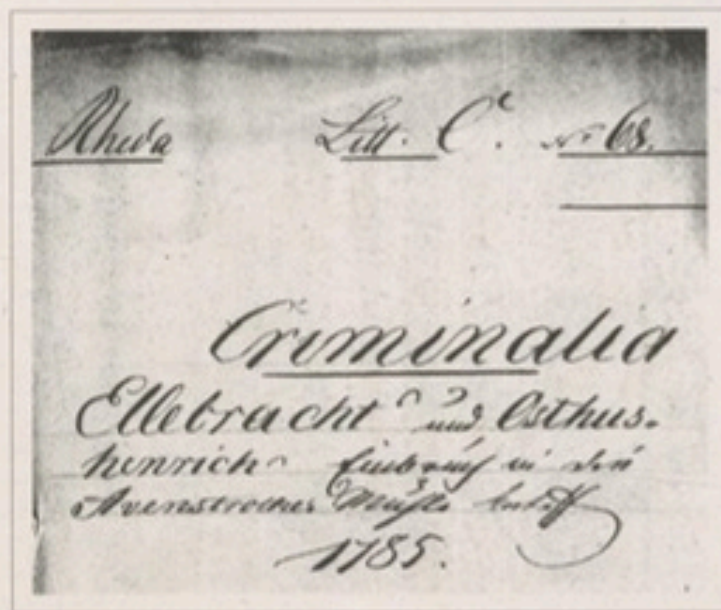 Rheda Litt. C. Nr 68.
Criminalia
Ellebracht und Osthus-
henrich Einbruch in die
Avenstrother Mühle betreff
1785.